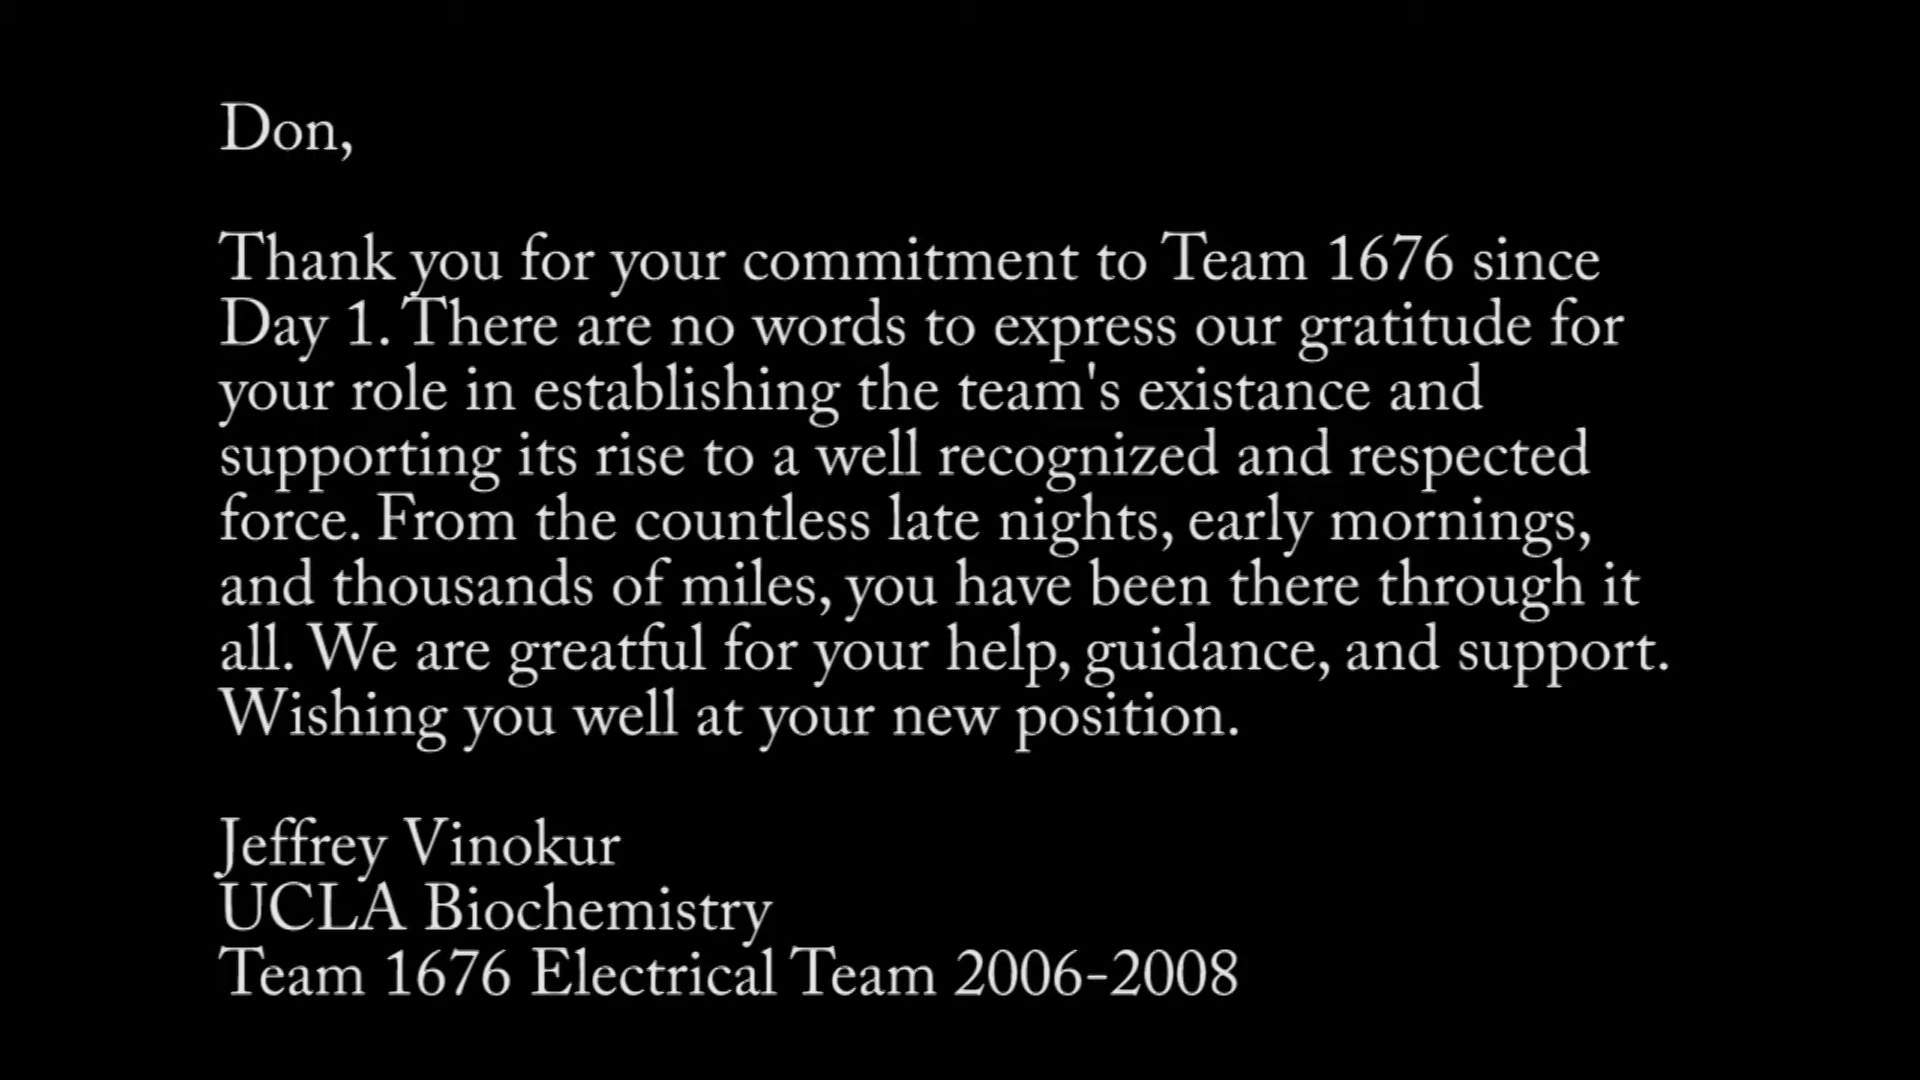 Don,
Thank you for your commitment to Team 1676 since
Day 1. There are no words to express our gratitude for
your role in establishing the team's existance and
supporting its rise to a well recognized and respected
force. From the countless late nights, early mornings,
and thousands of miles, you have been there through it
all. We are greatful for your help, guidance, and support.
Wishing you well at your new position.
Jeffrey Vinokur
UCLA Biochemistry
Team 1676 Electrical Team 2006-2008